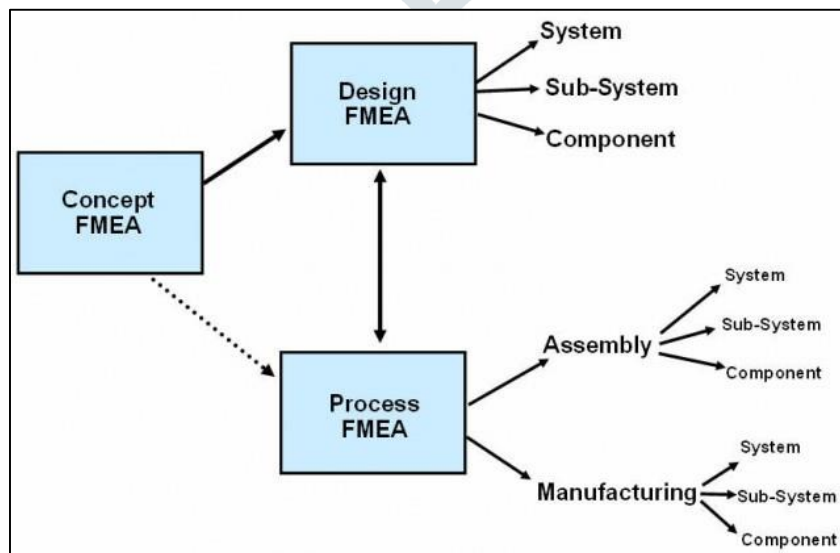 System
Design
FMEA
Sub-System
Component
Concept
FMEA
System
Assembly
Sub-System
Component
Process
FMEA
System
Manufacturing
Sub-System
Component